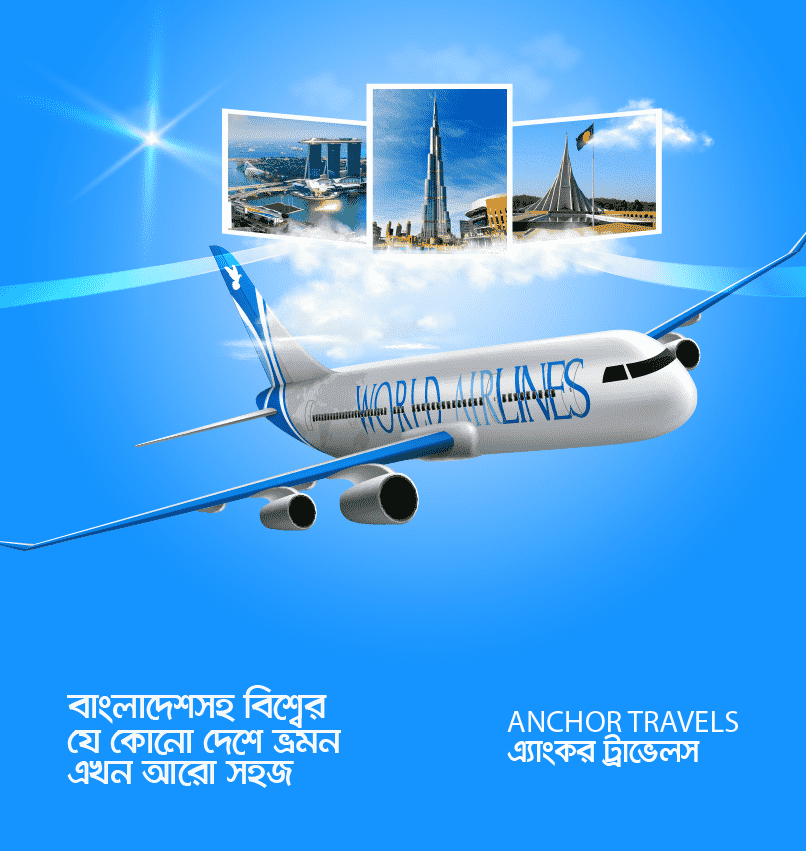 WORLD AIRLINES
বাংলাদেশসহ বিশ্বের
যে কোনো দেশে ভ্রমন
এখন আরো সহজ
ANCHOR TRAVELS
এ্যাংকর ট্রাভেলস